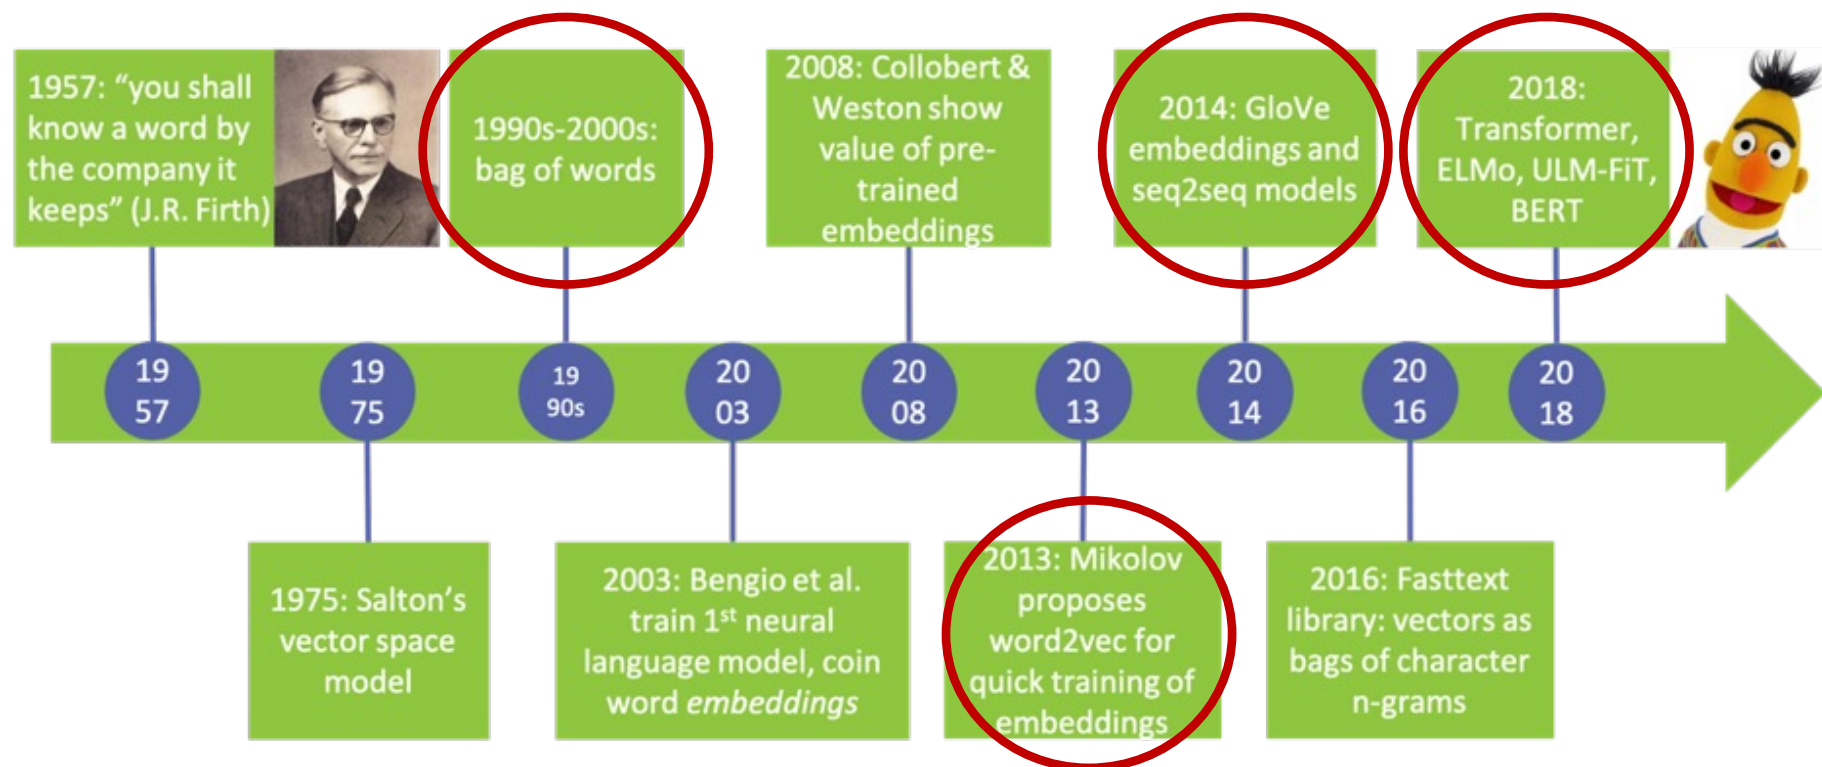 1957: “you shall
know a word by
the company it
keeps” (J.R. Firth)
1990s-2000s:
bag of words
2008: Collobert &
Weston show
value of pre-
trained
embeddings
2014: GloVe
embeddings and
seq2seq models
2018:
Transformer,
ELMo, ULM-FiT,
BERT
19
57
19
75
19
90s
20
03
20
08
20
13
20
14
20
16
20
18
1975: Salton’s
vector space
model
2003: Bengio et al.
train 1st neural
language model, coin
word embeddings
2013: Mikolov
proposes
word2vec for
quick training of
embeddings
2016: Fasttext
library: vectors as
bags of character
n-grams